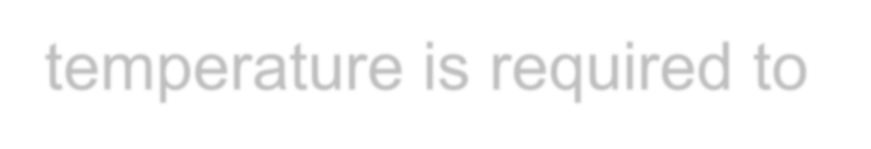 temperature is required to